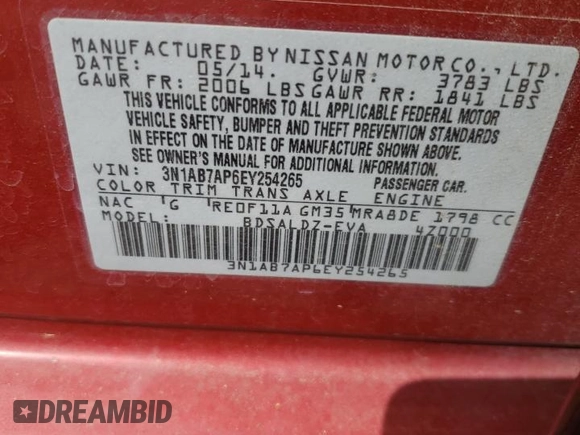 MANUFACTURED BY NISSAN MOTOR CO., LTD.
DATE: 05/14. GVWR: 3783 LBS
GAWR FR: 2006 LBS GAWR RR: 1841 LBS
THIS VEHICLE CONFORMS TO ALL APPLICABLE FEDERAL MOTOR
VEHICLE SAFETY, BUMPER AND THEFT PREVENTION STANDARDS
IN EFFECT ON THE DATE OF MANUFACTURE SHOWN ABOVE.
SEE OWNER'S MANUAL FOR ADDITIONAL INFORMATION.
VIN: 3N1AB7AP6EY254265 PASSENGER CAR.
COLOR TRIM TRANS AXLE ENGINE
NAC G RE0F11A GM35 MRA8DE 1798 CC
MODEL: BDSALDZ-EVA 4Z000
3N1AB7AP6EY254265
DREAMBID